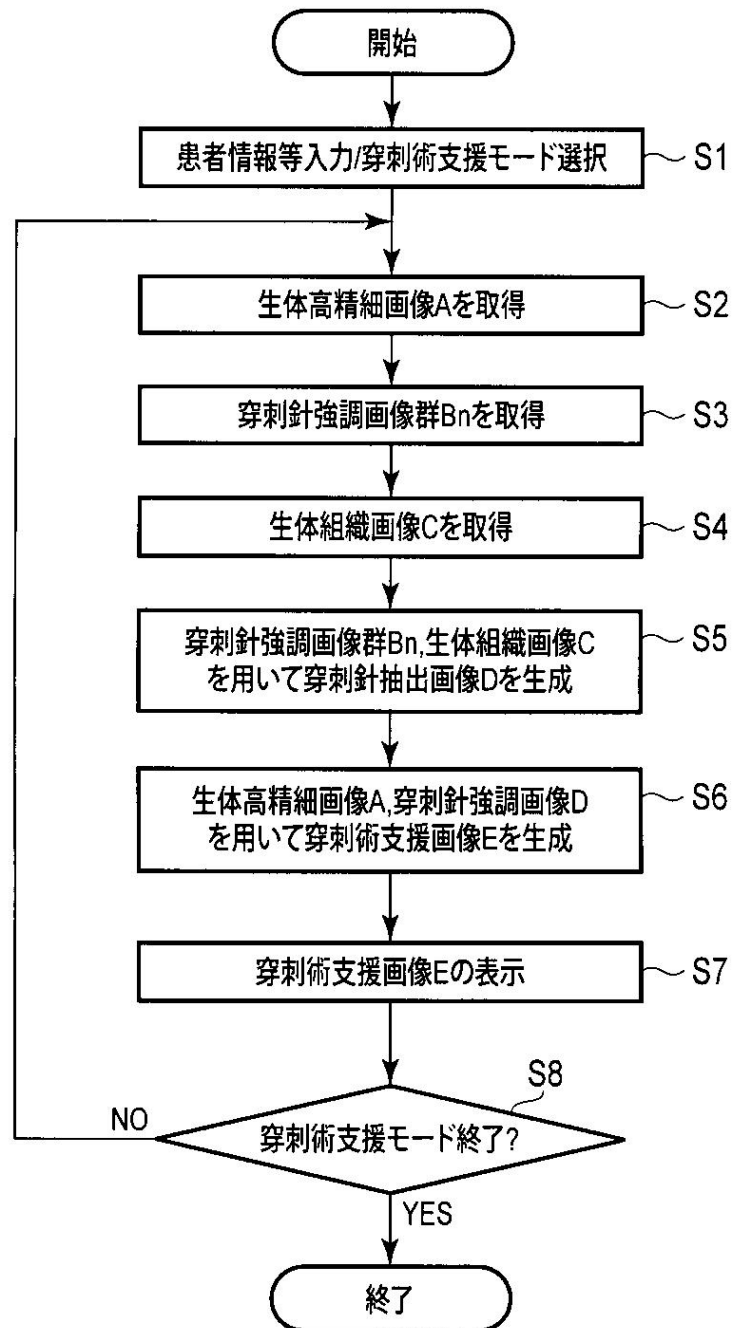 開始
患者情報等入力/穿刺術支援モード選択
S1
生体高精細画像Aを取得
S2
穿刺針強調画像群Bnを取得
S3
生体組織画像Cを取得
S4
穿刺針強調画像群Bn,生体組織画像C
を用いて穿刺針抽出画像Dを生成
S5
生体高精細画像A,穿刺針強調画像D
を用いて穿刺術支援画像Eを生成
S6
穿刺術支援画像Eの表示
S7
S8
NO
穿刺術支援モード終了?
YES
終了